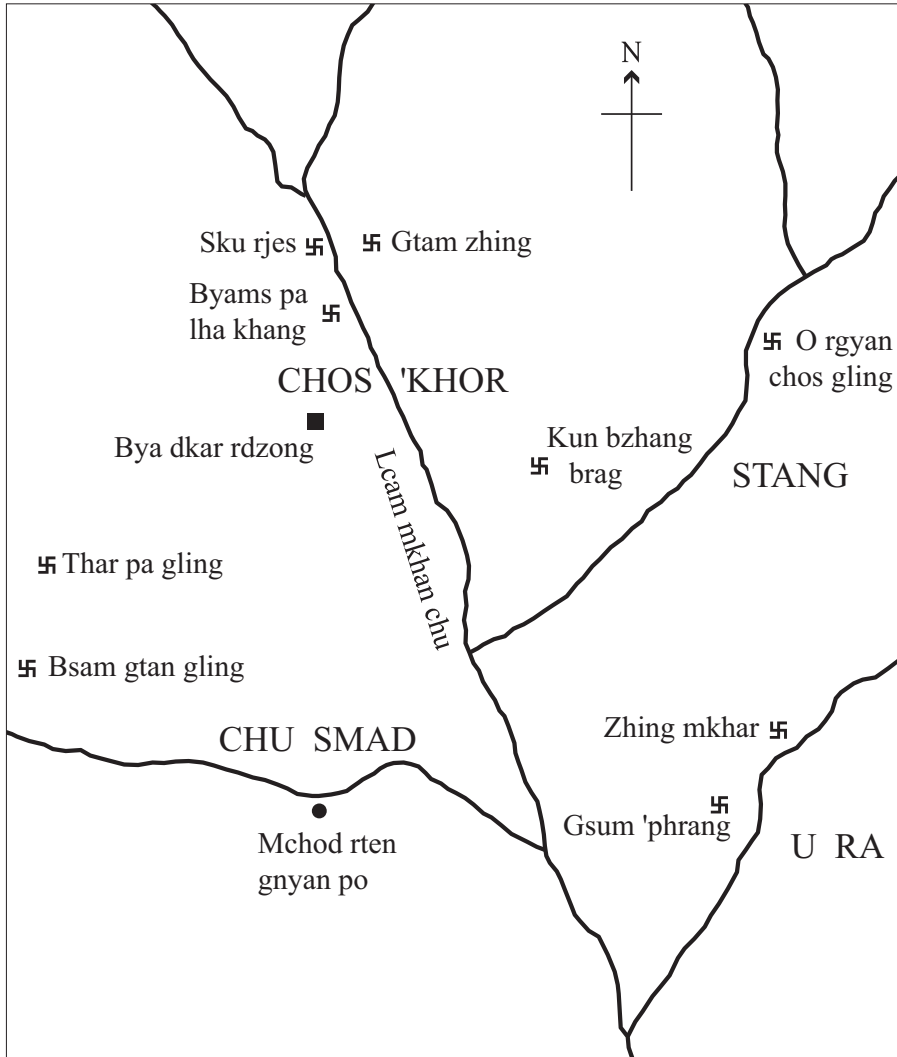 N
Sku rjes
Gtam zhing
Byams pa
lha khang
O rgyan
chos gling
CHOS 'KHOR
Bya dkar rdzong
Kun bzhang
brag
STANG
Lcam mkhan chu
Thar pa gling
Bsam gtan gling
CHU SMAD
Zhing mkhar
Gsum 'phrang
Mchod rten
gnyan po
U RA